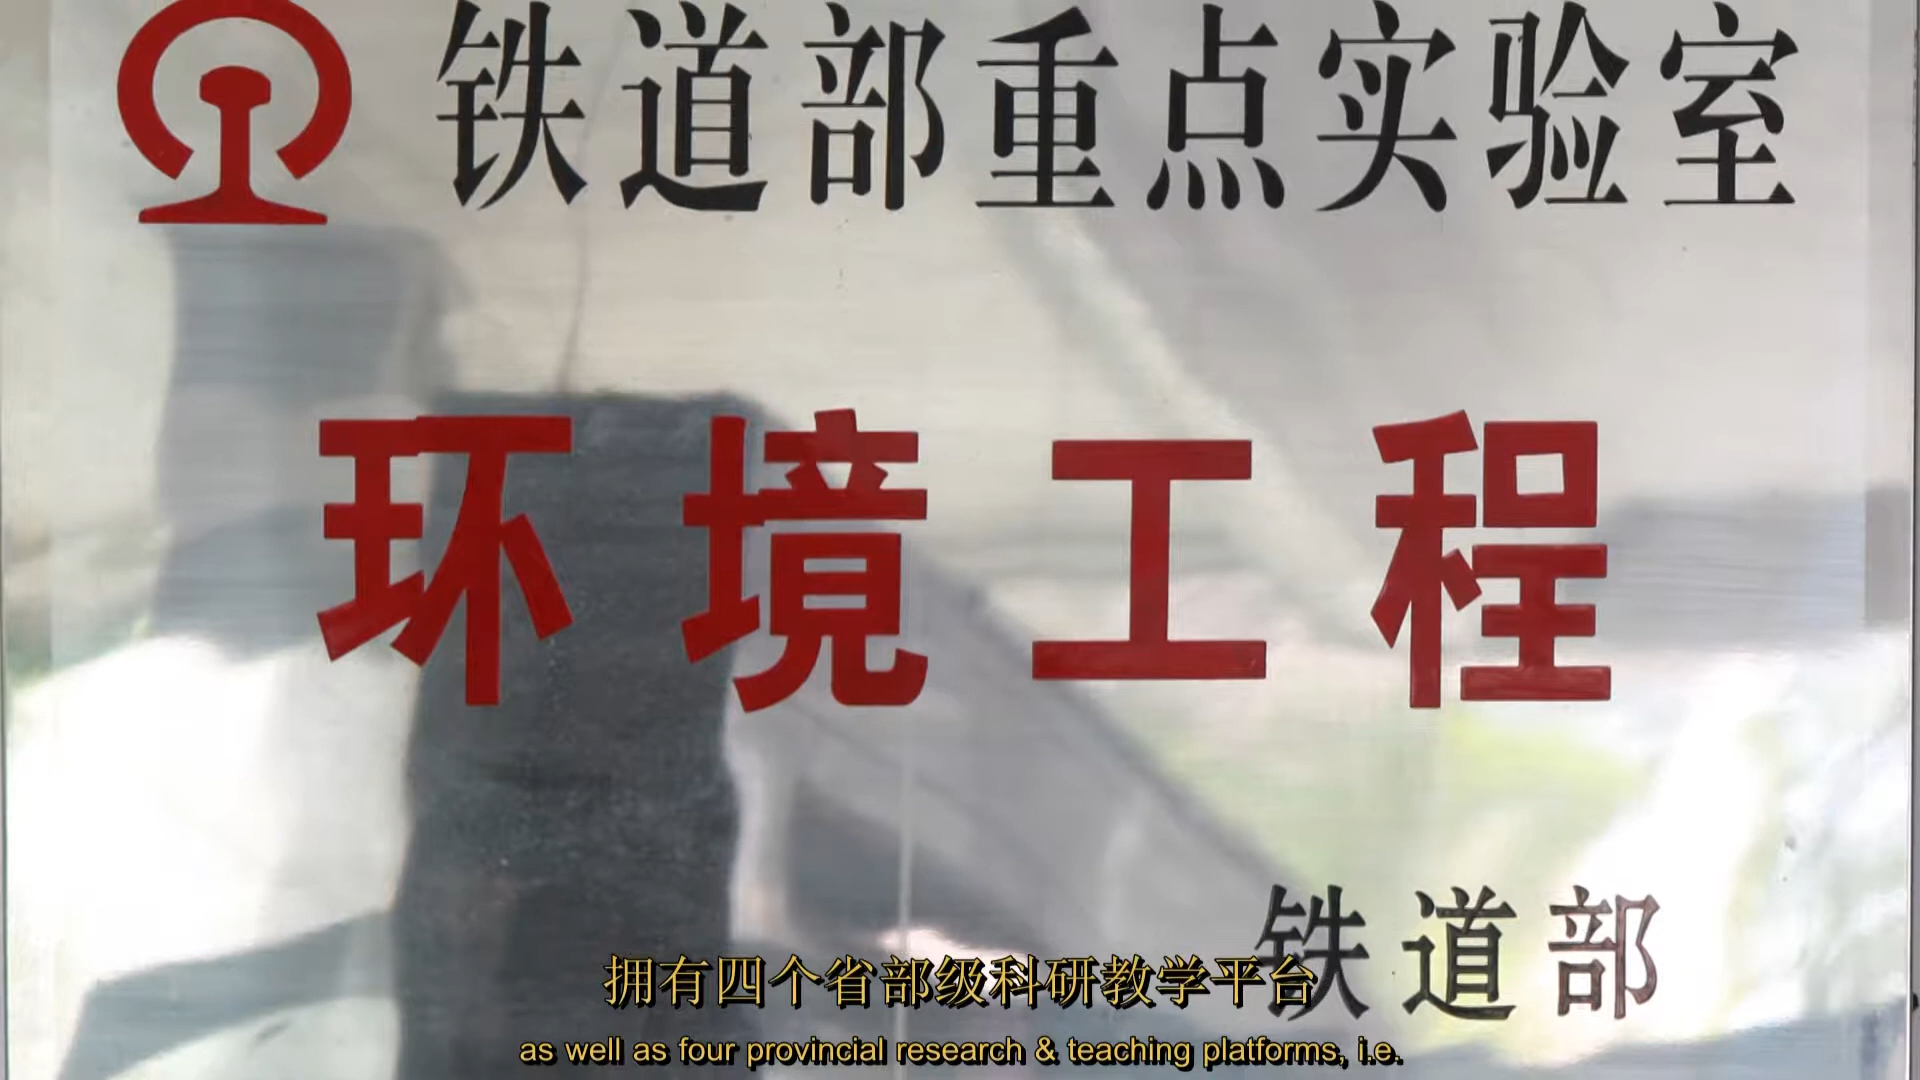 铁道部重点实验室
环境工程
铁道部
拥有四个省部级科研教学平台
as well as four provincial research & teaching platforms, i.e.